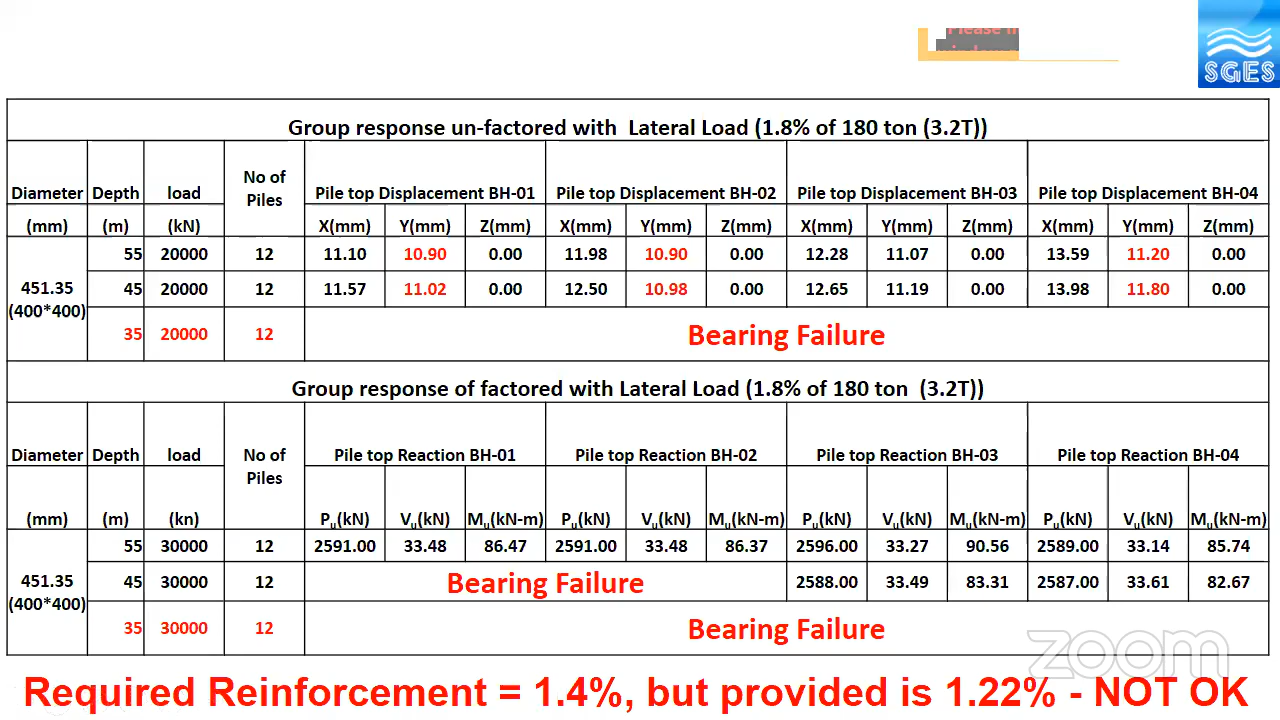 SGES
Group response un-factored with Lateral Load (1.8% of 180 ton (3.2T))
Diameter Depth load No of Piles Pile top Displacement BH-01 Pile top Displacement BH-02 Pile top Displacement BH-03 Pile top Displacement BH-04
(mm) (m) (kN) X(mm) Y(mm) Z(mm) X(mm) Y(mm) Z(mm) X(mm) Y(mm) Z(mm) X(mm) Y(mm) Z(mm)
55 20000 12 11.10 10.90 0.00 11.98 10.90 0.00 12.28 11.07 0.00 13.59 11.20 0.00
451.35 (400*400) 45 20000 12 11.57 11.02 0.00 12.50 10.98 0.00 12.65 11.19 0.00 13.98 11.80 0.00
35 20000 12 Bearing Failure
Group response of factored with Lateral Load (1.8% of 180 ton (3.2T))
Diameter Depth load No of Piles Pile top Reaction BH-01 Pile top Reaction BH-02 Pile top Reaction BH-03 Pile top Reaction BH-04
(mm) (m) (kn) Pu(kN) Vu(kN) Mu(kN-m) Pu(kN) Vu(kN) Mu(kN-m) Pu(kN) Vu(kN) Mu(kN-m) Pu(kN) Vu(kN) Mu(kN-m)
55 30000 12 2591.00 33.48 86.47 2591.00 33.48 86.37 2596.00 33.27 90.56 2589.00 33.14 85.74
451.35 (400*400) 45 30000 12 Bearing Failure 2588.00 33.49 83.31 2587.00 33.61 82.67
35 30000 12 Bearing Failure
zoom
Required Reinforcement = 1.4%, but provided is 1.22% - NOT OK